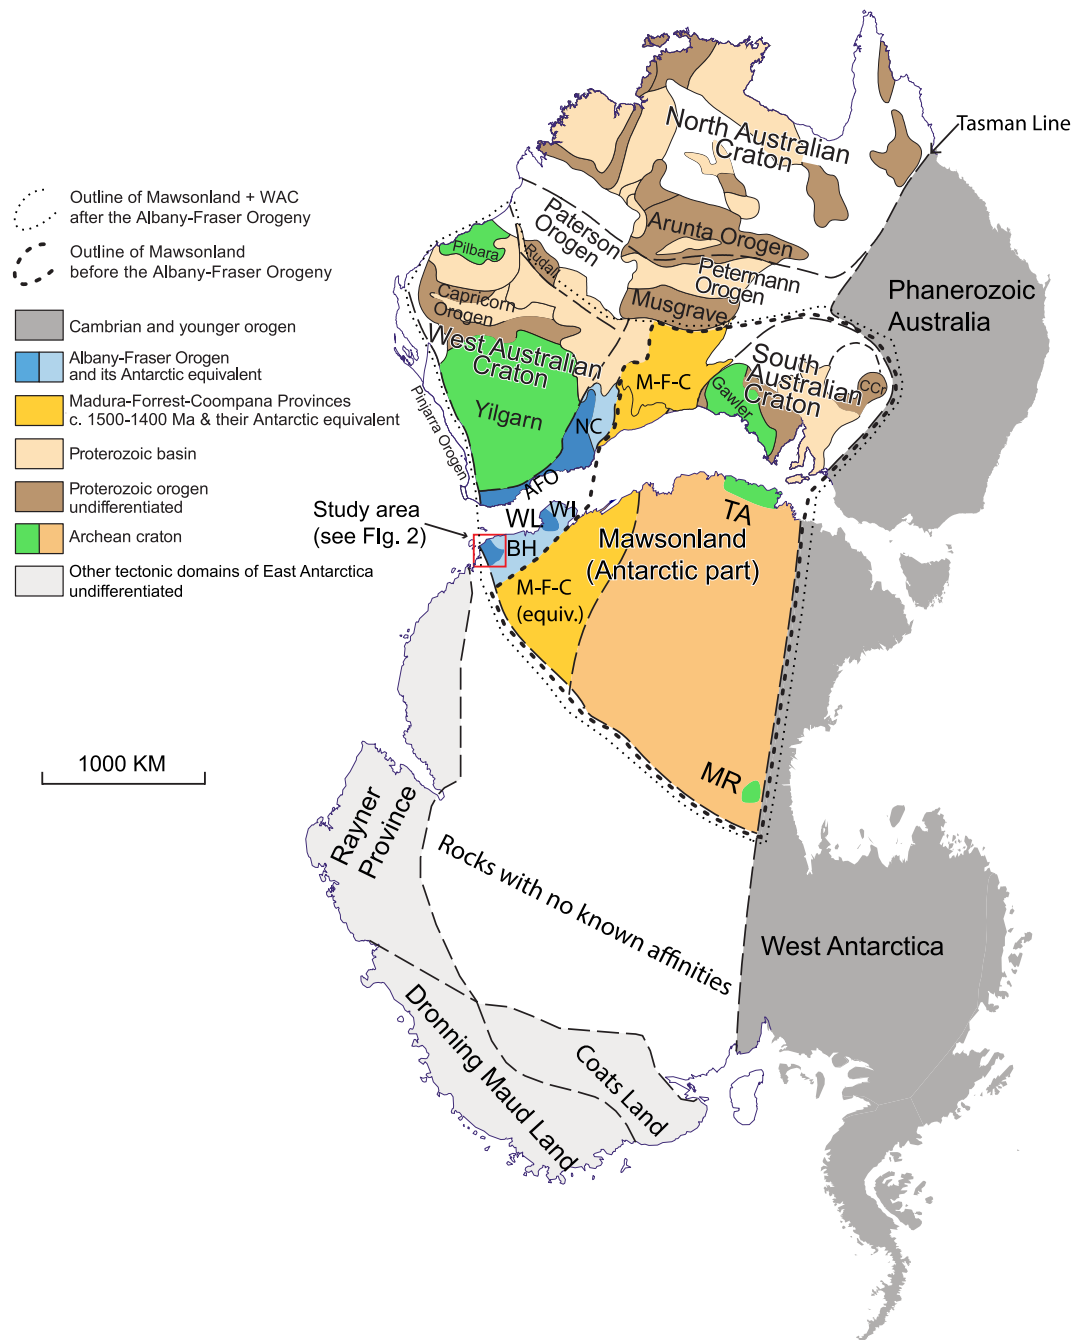 North Australian
Craton
Tasman Line
Outline of Mawsonland + WAC
after the Albany-Fraser Orogeny
Outline of Mawsonland
before the Albany-Fraser Orogeny
Paterson
Orogen
Arunta Orogen
Pilbara
Rudall
Petermann
Orogen
Capricorn
Orogen
Musgrave
Phanerozoic
Australia
Cambrian and younger orogen
Albany-Fraser Orogen
and its Antarctic equivalent
Madura-Forrest-Coompana Provinces
c. 1500-1400 Ma & their Antarctic equivalent
Proterozoic basin
Proterozoic orogen
undifferentiated
Archean craton
Other tectonic domains of East Antarctica
undifferentiated
West Australian
Craton
South
Australian
Craton
M-F-C
CCr
Gawler
Yilgarn
NC
Pinjarra Orogen
AFO
Study area
(see FIg. 2)
WL
WI
BH
TA
Mawsonland
(Antarctic part)
M-F-C
(equiv.)
1000 KM
MR
Rayner
Province
Rocks with no known affinities
West Antarctica
Dronning Maud Land
Coats Land